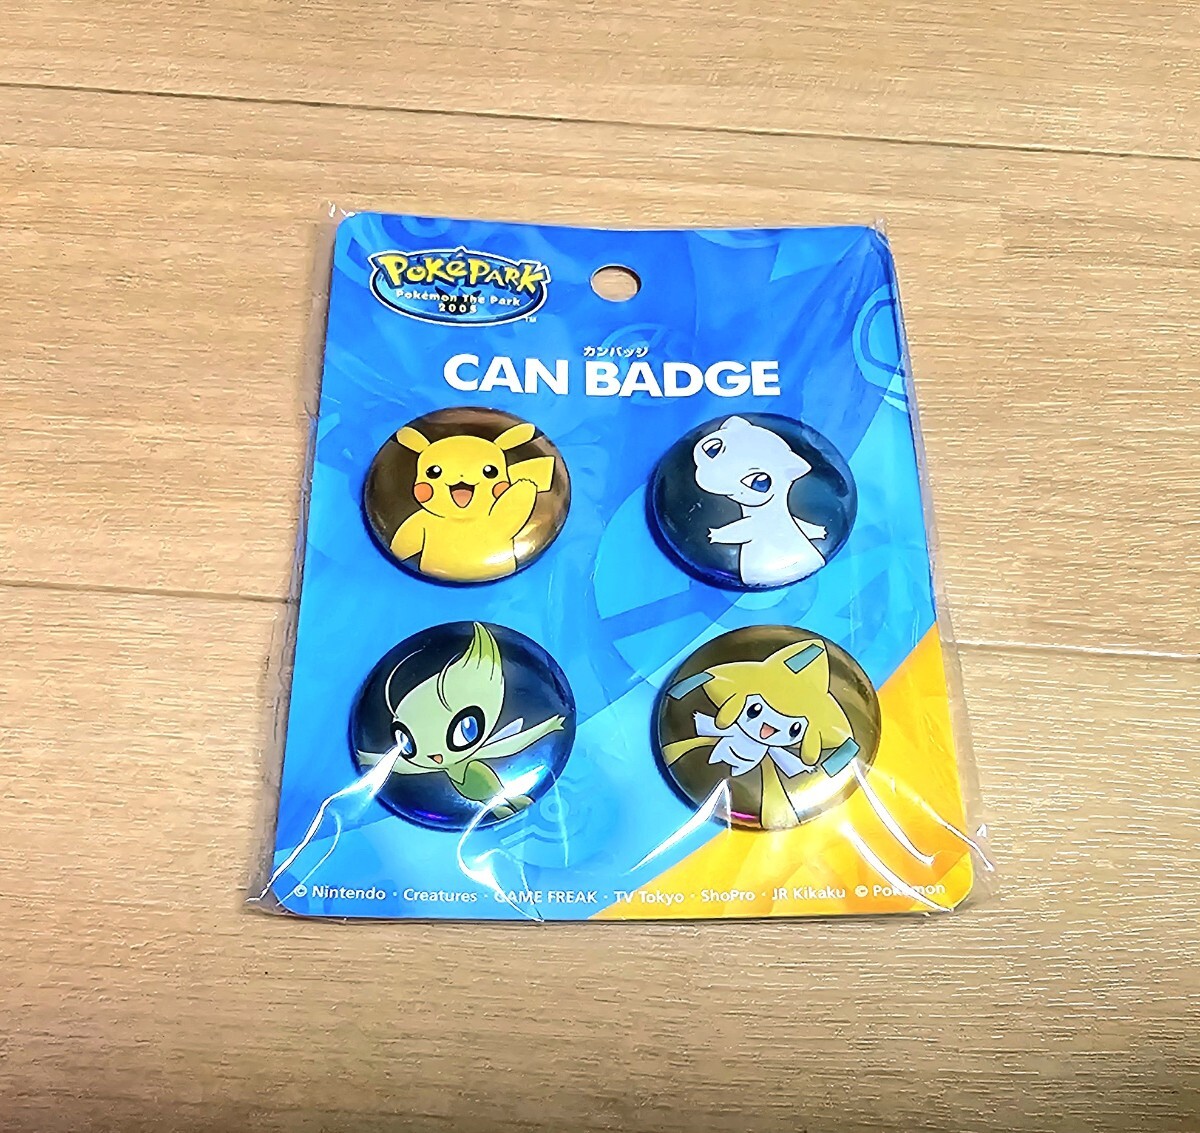 PokéPARK
Pokémon The Park
2005
TM
カンバッジ
CAN BADGE
© Nintendo · Creatures · GAME FREAK · TV Tokyo · ShoPro · JR Kikaku © Pokémon